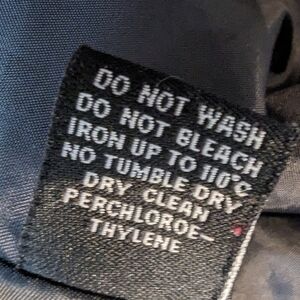 DO NOT WASH
DO NOT BLEACH
IRON UP TO 110°C
NO TUMBLE DRY
DRY CLEAN
PERCHLOROE-
THYLENE